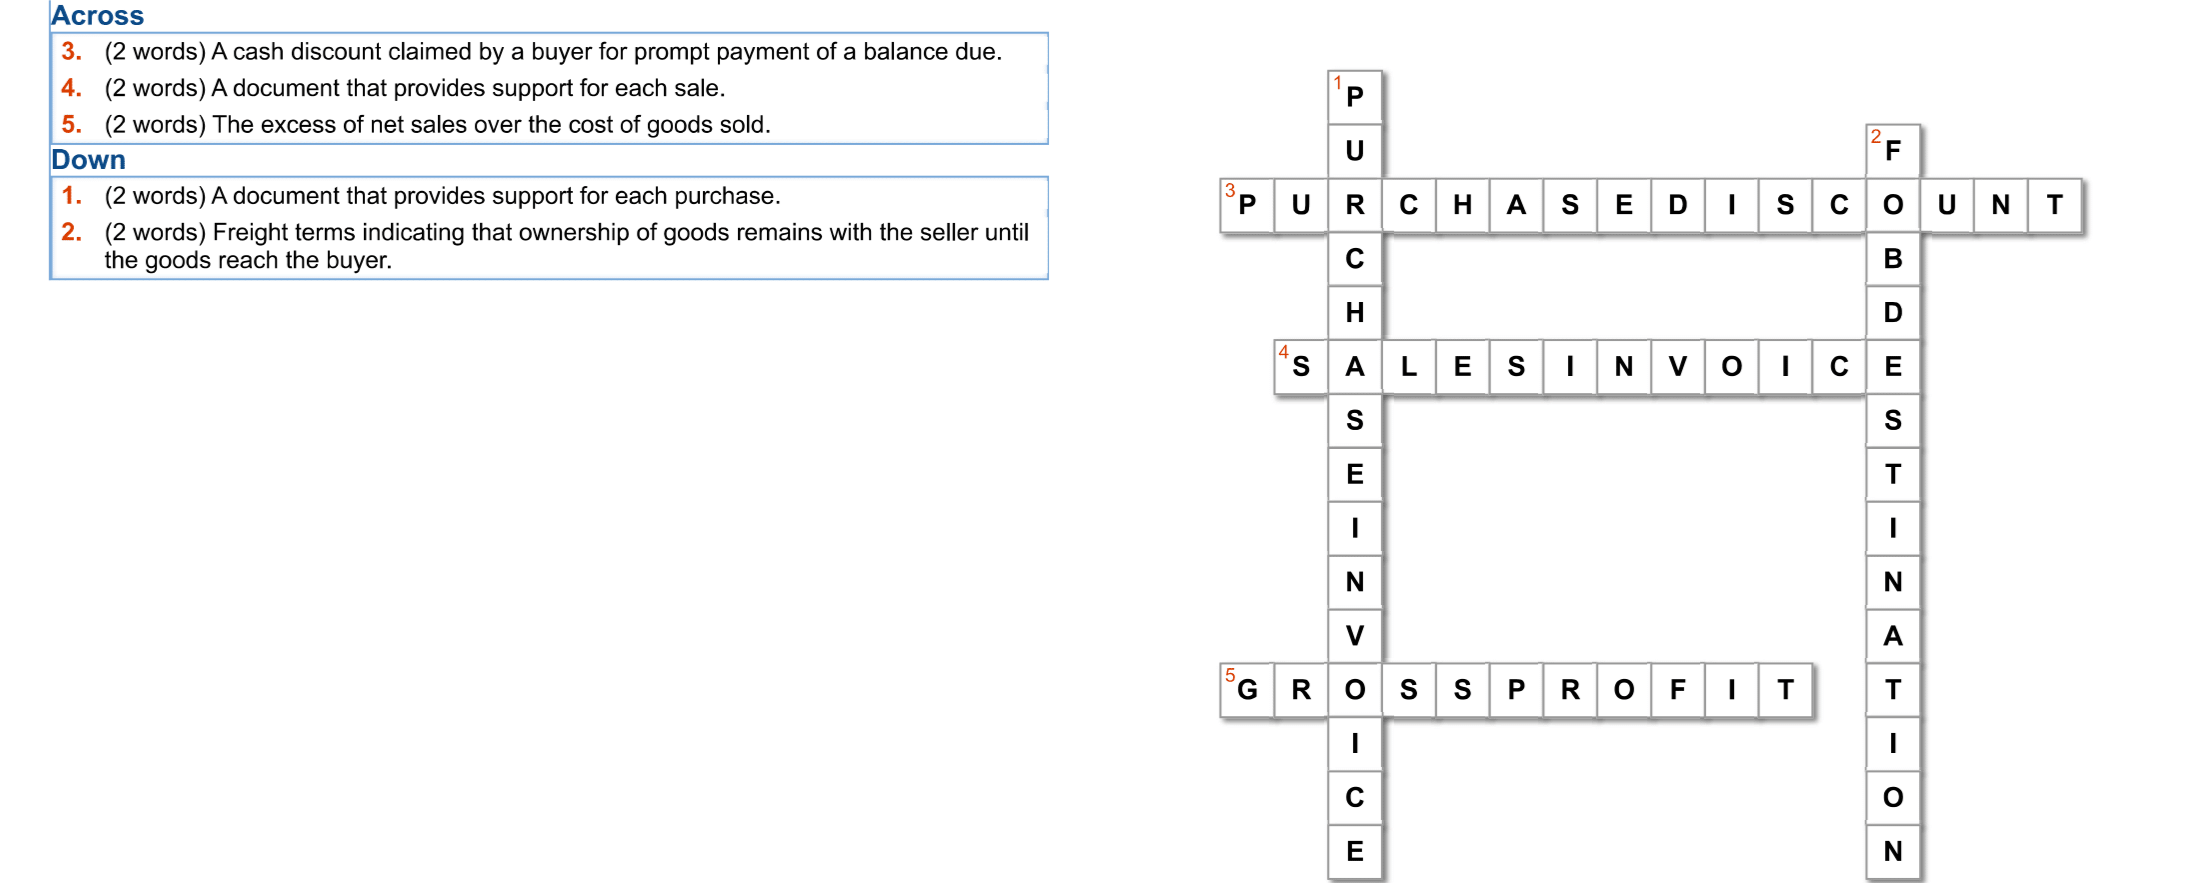 Across
3. (2 words) A cash discount claimed by a buyer for prompt payment of a balance due.
4. (2 words) A document that provides support for each sale.
5. (2 words) The excess of net sales over the cost of goods sold.
Down
1. (2 words) A document that provides support for each purchase.
2. (2 words) Freight terms indicating that ownership of goods remains with the seller until
the goods reach the buyer.
1 P
U 2 F
3 P U R C H A S E D I S C O U N T
C B
H D
4 S A L E S I N V O I C E
S S
E T
I I
N N
V A
5 G R O S S P R O F I T T
I I
C O
E N